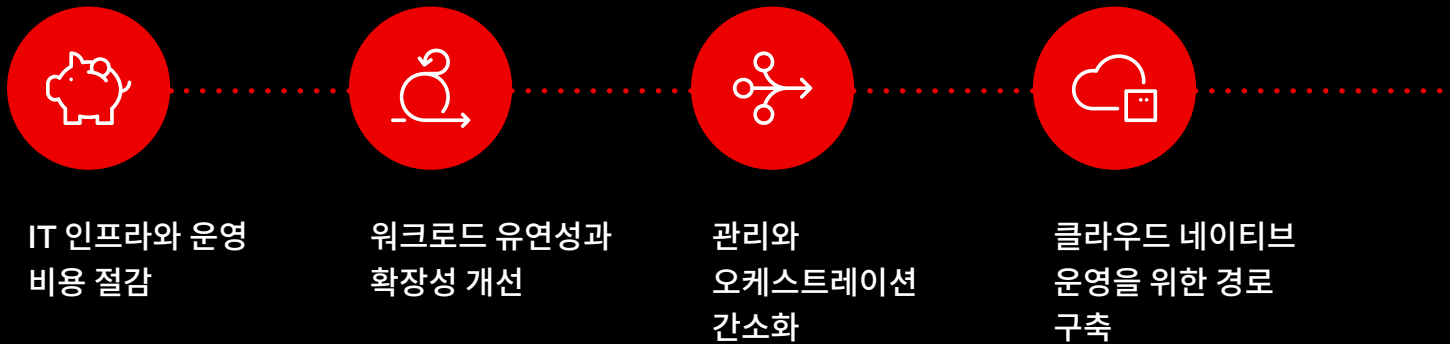 IT 인프라와 운영
비용 절감
워크로드 유연성과
확장성 개선
관리와
오케스트레이션
간소화
클라우드 네이티브
운영을 위한 경로
구축